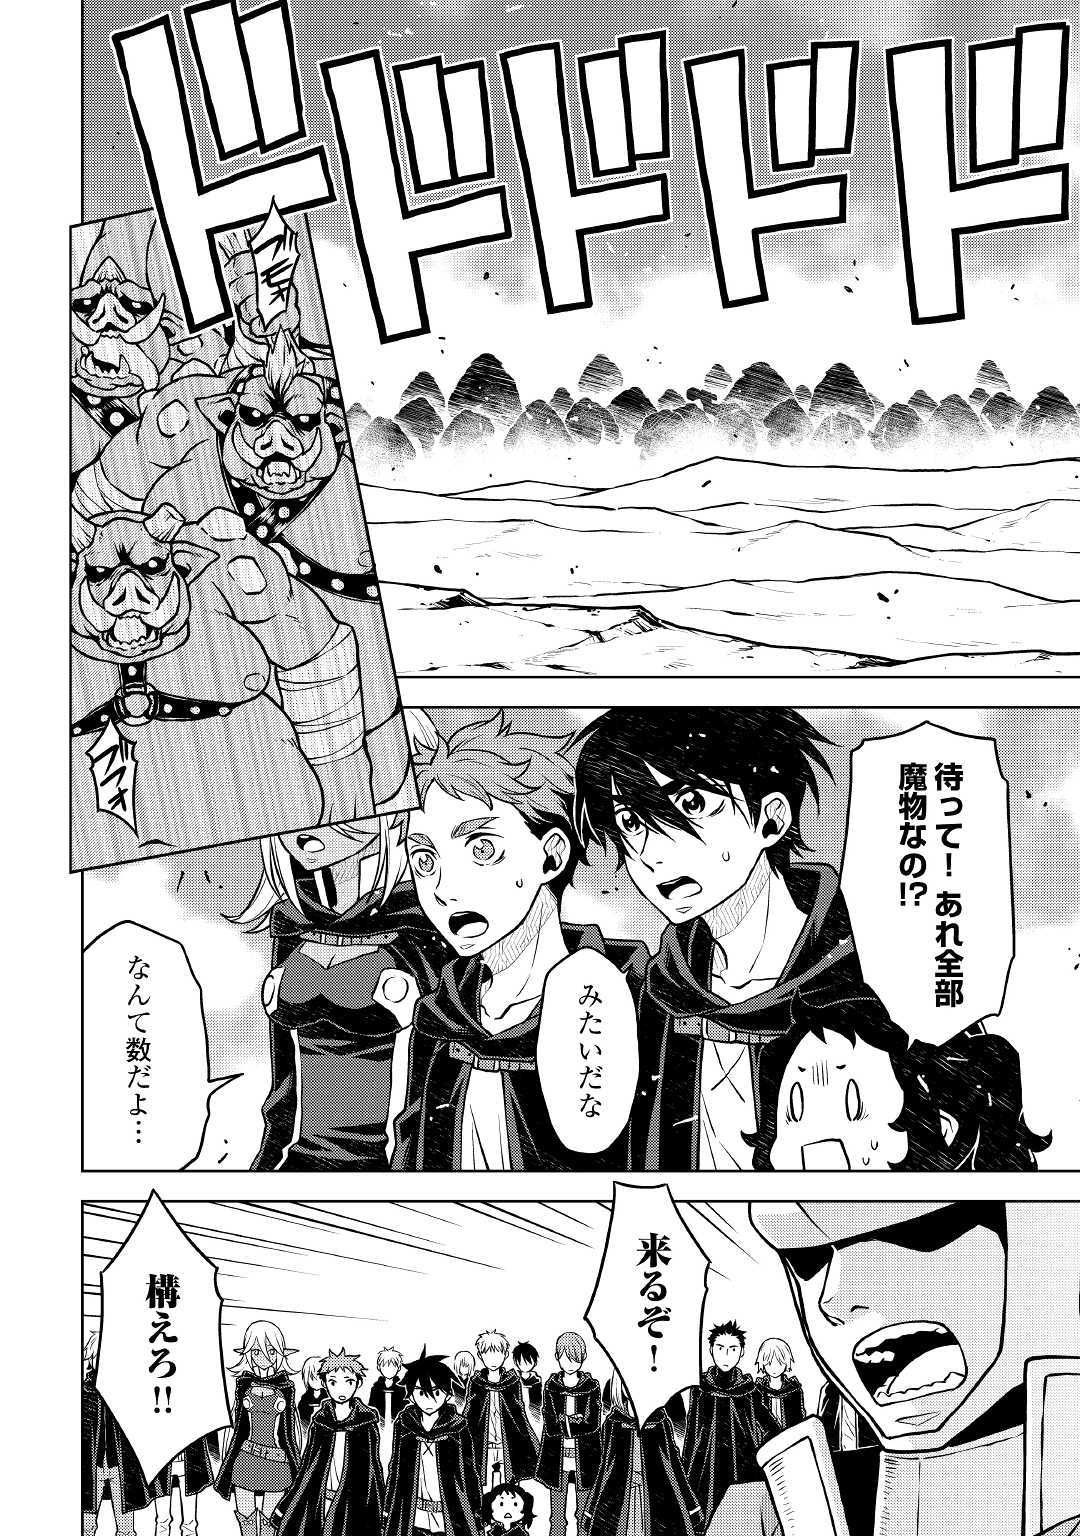 ドドドドド
ブモォ
ブフォ
待って！あれ全部
魔物なの!?
みたいだな
なんて数だよ…
来るぞ！
構えろ!!